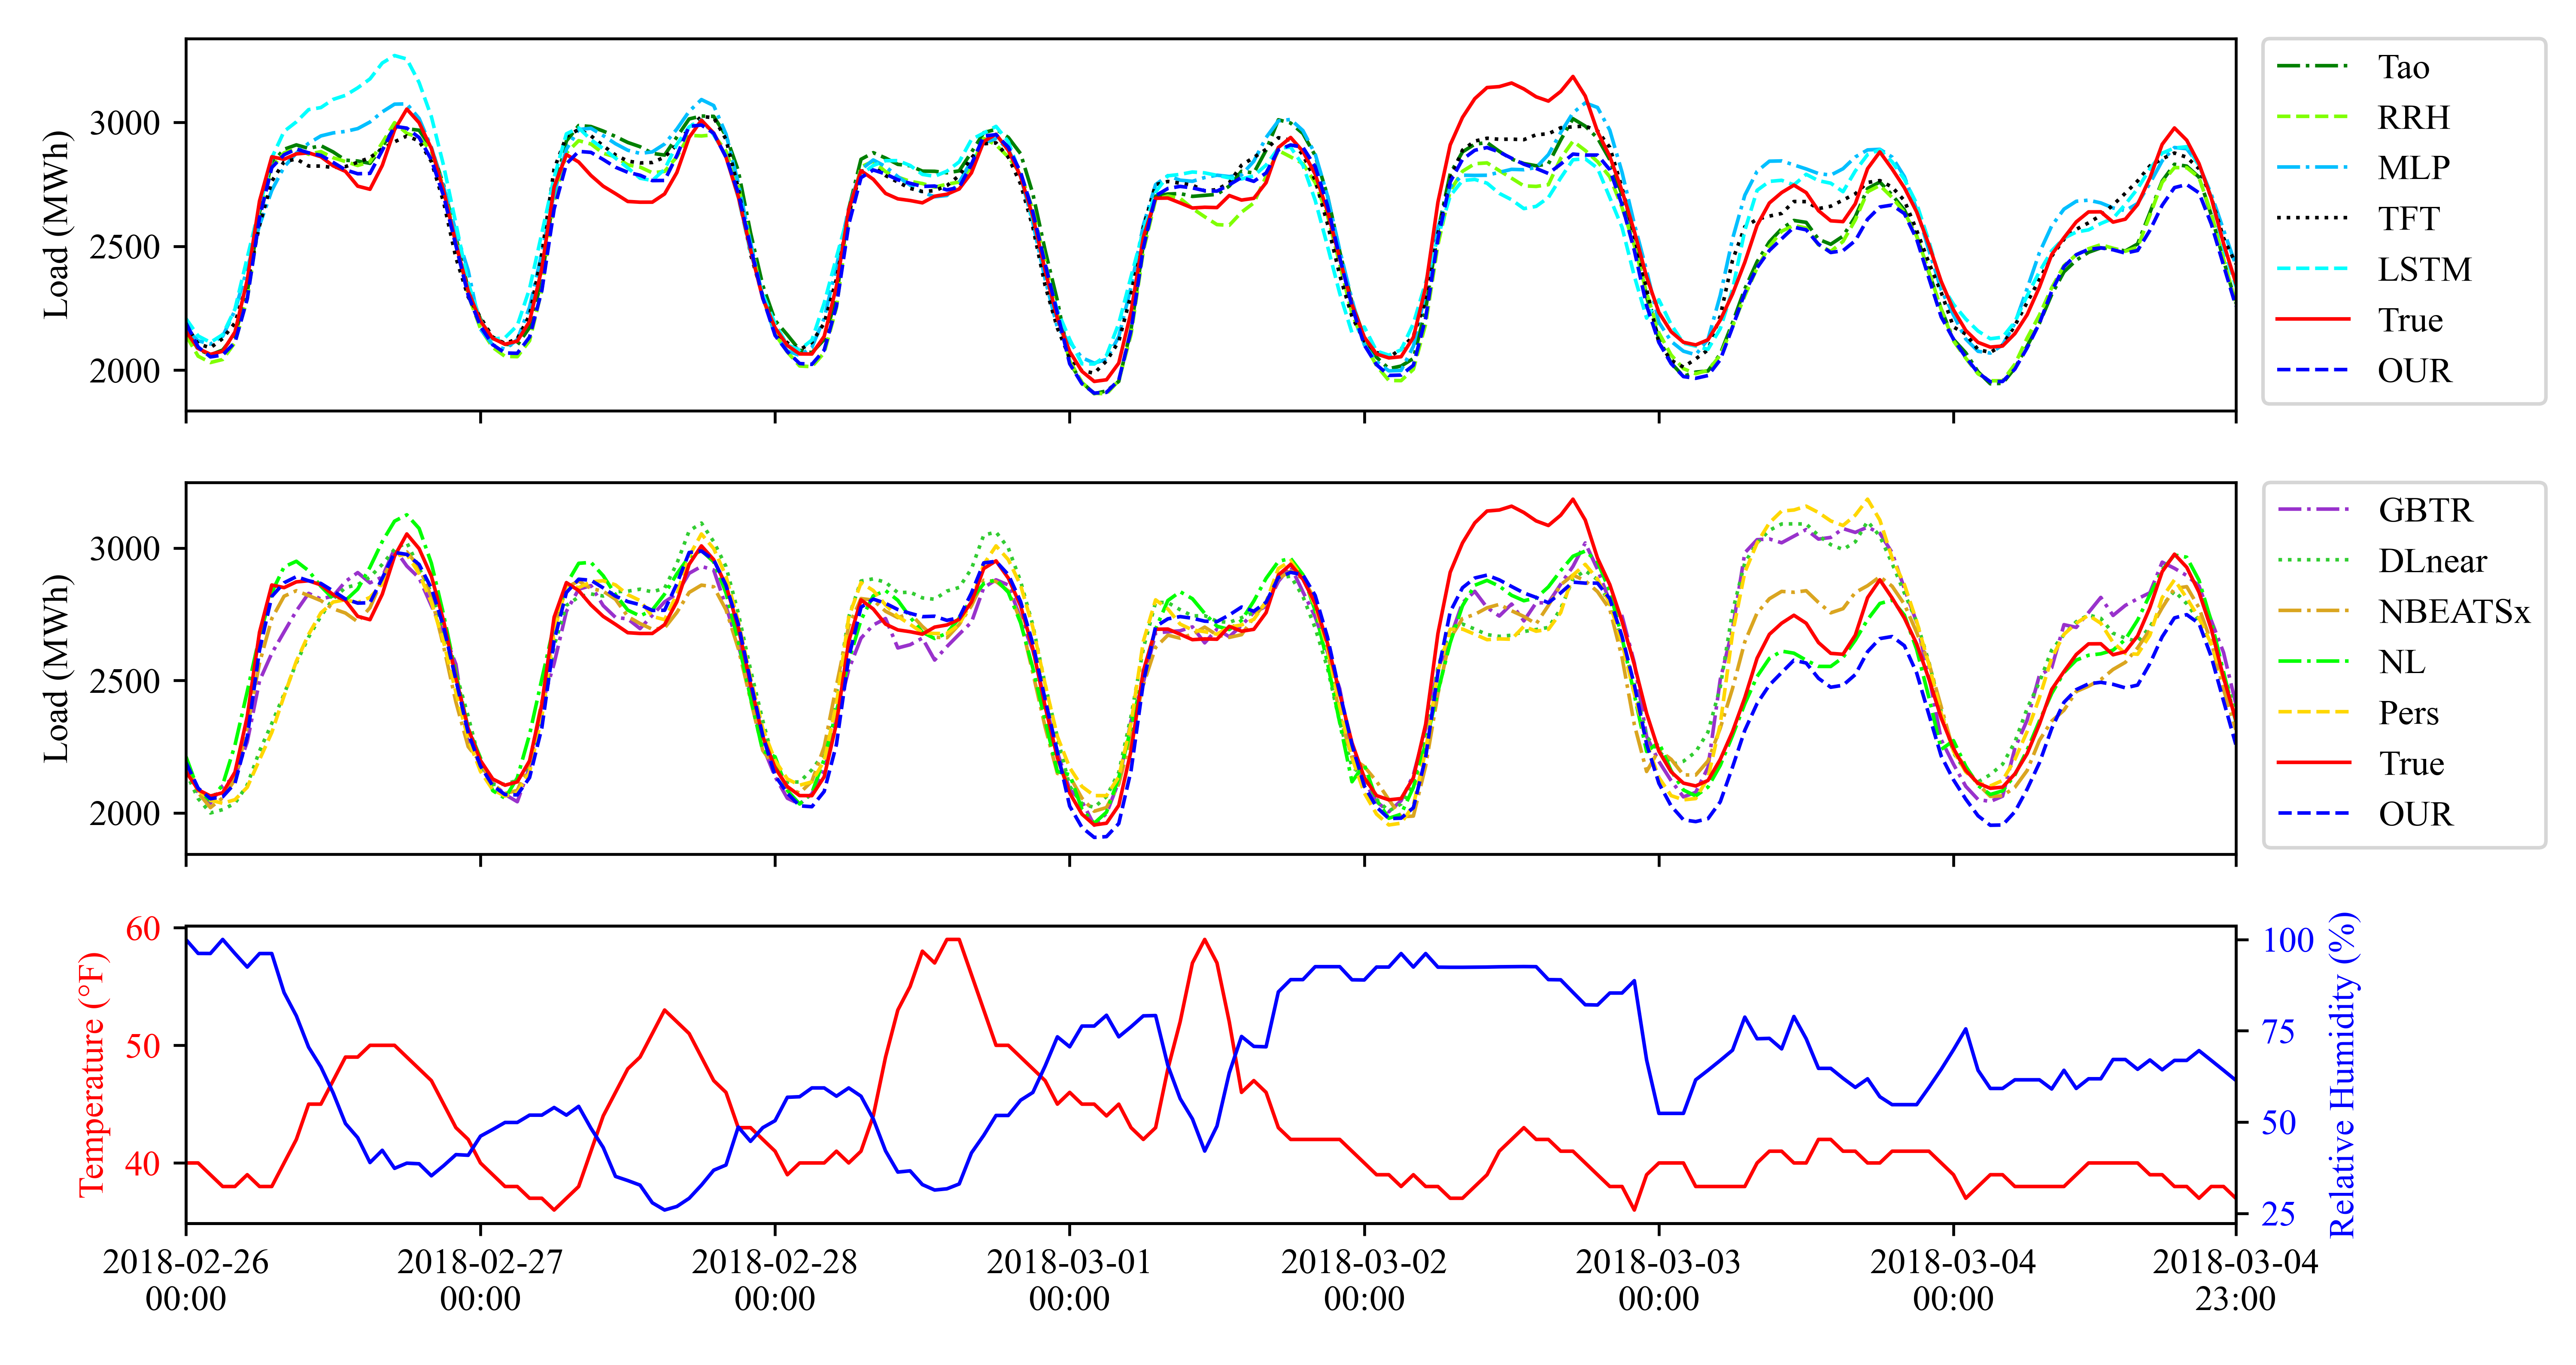 Load (MWh)
3000
2500
2000
Tao
RRH
MLP
TFT
LSTM
True
OUR
Load (MWh)
3000
2500
2000
GBTR
DLnear
NBEATSx
NL
Pers
True
OUR
Temperature (°F)
60
50
40
100
75
50
25
Relative Humidity (%)
2018-02-26
00:00
2018-02-27
00:00
2018-02-28
00:00
2018-03-01
00:00
2018-03-02
00:00
2018-03-03
00:00
2018-03-04
00:00
2018-03-04
23:00